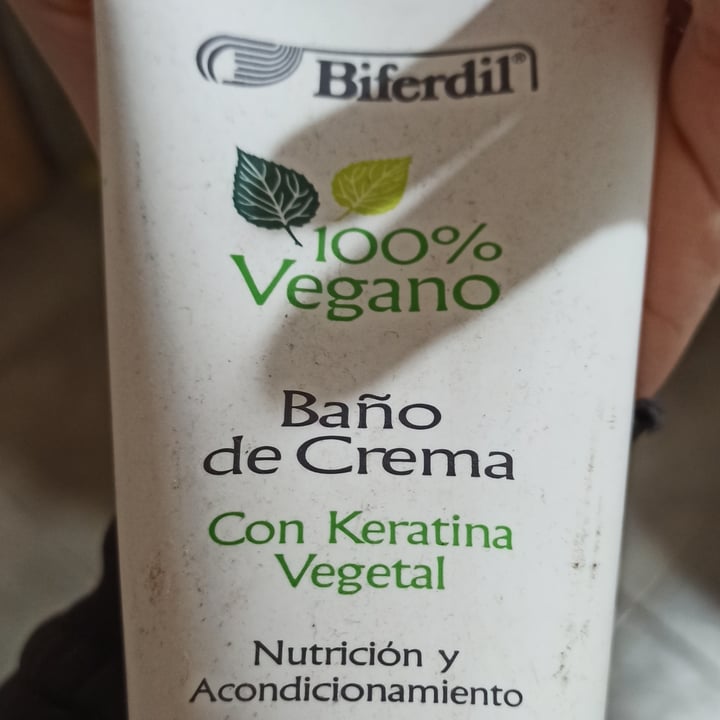 Biferdil®
100%
Vegano
Baño
de Crema
Con Keratina
Vegetal
Nutrición y
Acondicionamiento